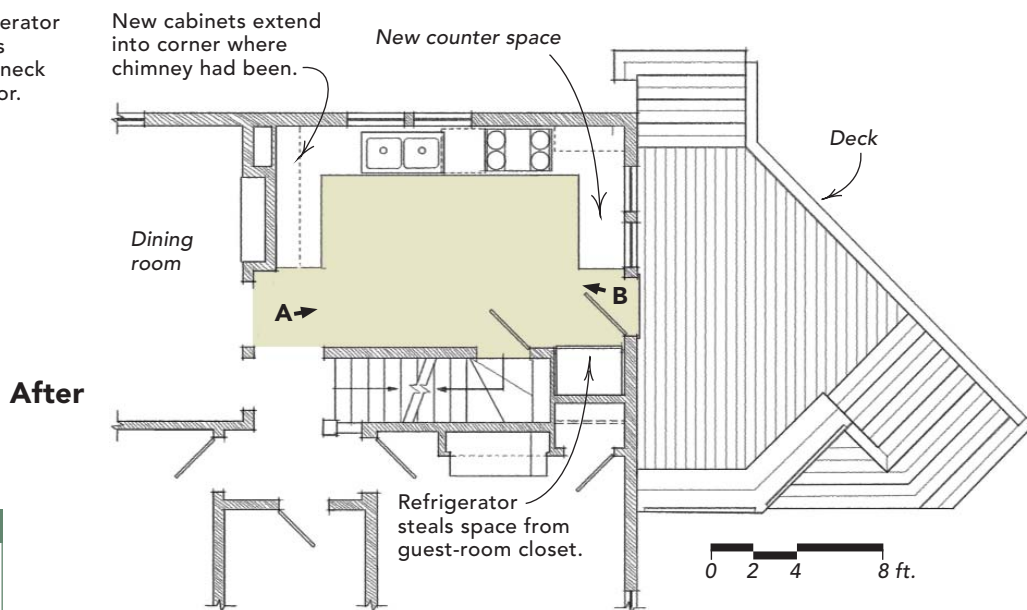 erator
s
neck
or.
New cabinets extend
into corner where
chimney had been.
New counter space
Deck
Dining
room
A
B
After
Refrigerator
steals space from
guest-room closet.
0 2 4 8 ft.